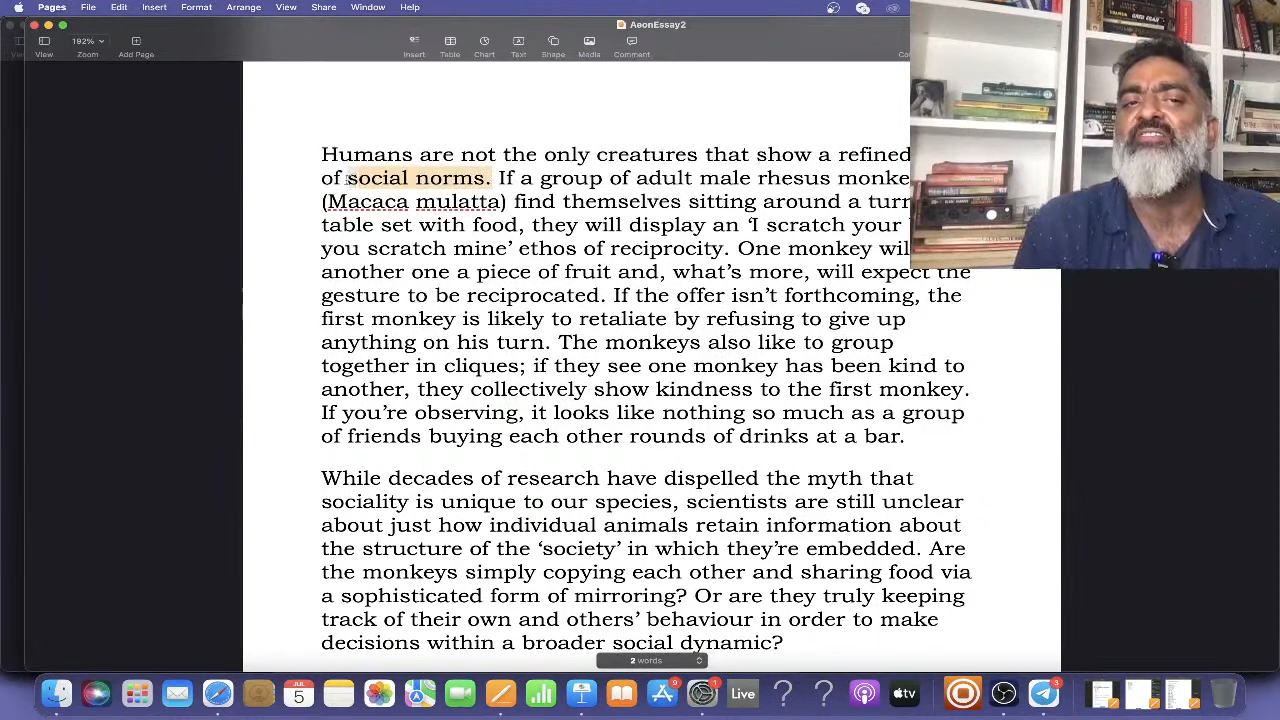 Pages File Edit Insert Format Arrange View Share Window Help
AeonEssay2
192%
View Zoom Add Page Insert Table Chart Text Shape Media Comment
Humans are not the only creatures that show a refined
of social norms. If a group of adult male rhesus
(Macaca mulatta) find themselves sitting around a
table set with food, they will display an ‘I scratch your
you scratch mine’ ethos of reciprocity. One monkey
another one a piece of fruit and, what’s more, will expect the
gesture to be reciprocated. If the offer isn’t forthcoming, the
first monkey is likely to retaliate by refusing to give up
anything on his turn. The monkeys also like to group
together in cliques; if they see one monkey has been kind to
another, they collectively show kindness to the first monkey.
If you’re observing, it looks like nothing so much as a group
of friends buying each other rounds of drinks at a bar.
While decades of research have dispelled the myth that
sociality is unique to our species, scientists are still unclear
about just how individual animals retain information about
the structure of the ‘society’ in which they’re embedded. Are
the monkeys simply copying each other and sharing food via
a sophisticated form of mirroring? Or are they truly keeping
track of their own and others’ behaviour in order to make
decisions within a broader social dynamic?
2 words
JUL
5
9
1
Live
tv
3
GREG EGAN